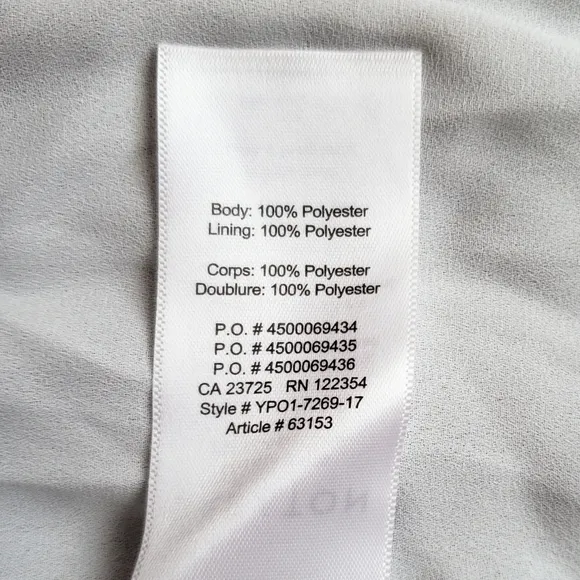 Body: 100% Polyester
Lining: 100% Polyester
Corps: 100% Polyester
Doublure: 100% Polyester
P.O. # 4500069434
P.O. # 4500069435
P.O. # 4500069436
CA 23725 RN 122354
Style # YPO1-7269-17
Article # 63153